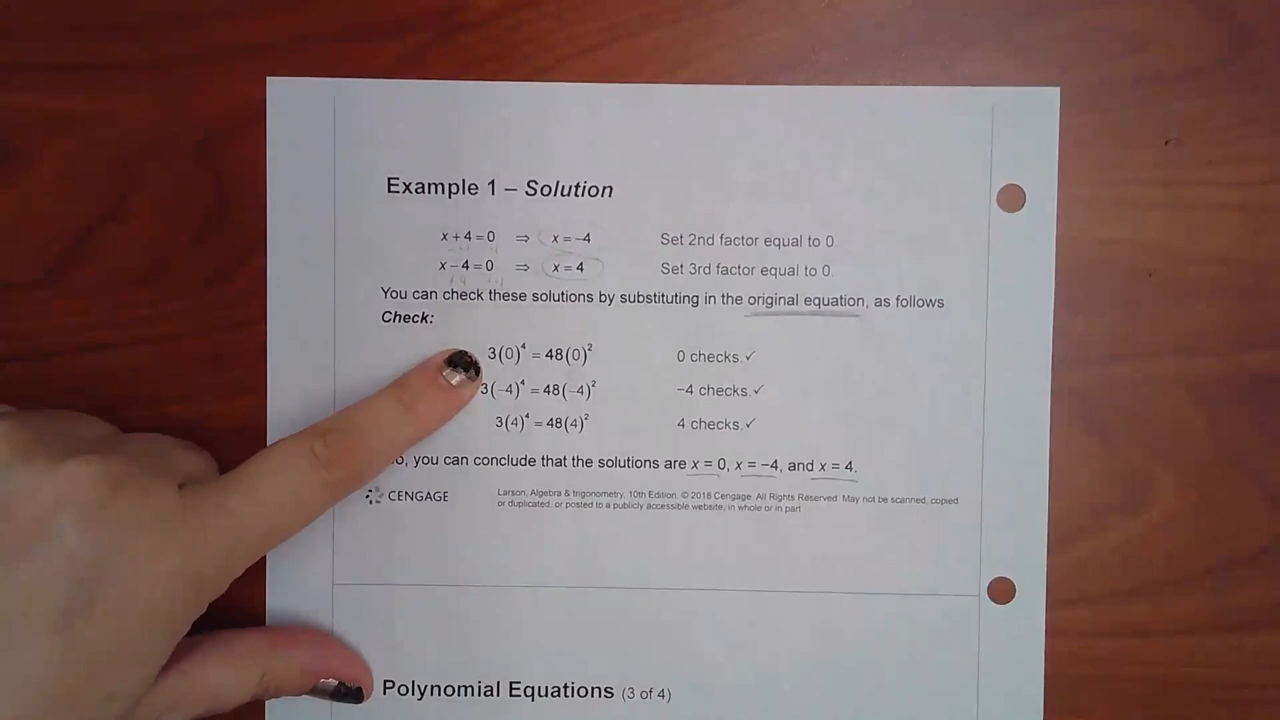 Example 1 – Solution
x + 4 = 0 ⇒ x = –4 Set 2nd factor equal to 0.
x – 4 = 0 ⇒ x = 4 Set 3rd factor equal to 0.
You can check these solutions by substituting in the original equation, as follows
Check:
3(0)⁴ = 48(0)² 0 checks.✓
3(–4)⁴ = 48(–4)² –4 checks.✓
3(4)⁴ = 48(4)² 4 checks.✓
you can conclude that the solutions are x = 0, x = –4, and x = 4.
CENGAGE
Larson, Algebra & trigonometry, 10th Edition. © 2018 Cengage. All Rights Reserved. May not be scanned, copied
or duplicated, or posted to a publicly accessible website, in whole or in part
Polynomial Equations (3 of 4)